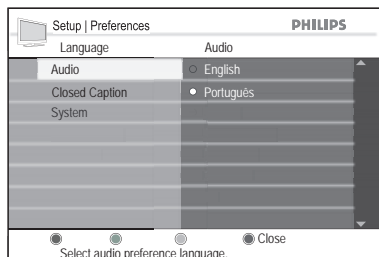 Setup | Preferences PHILIPS
Language Audio
Audio English
Closed Caption Português
System
Close
Select audio preference language.